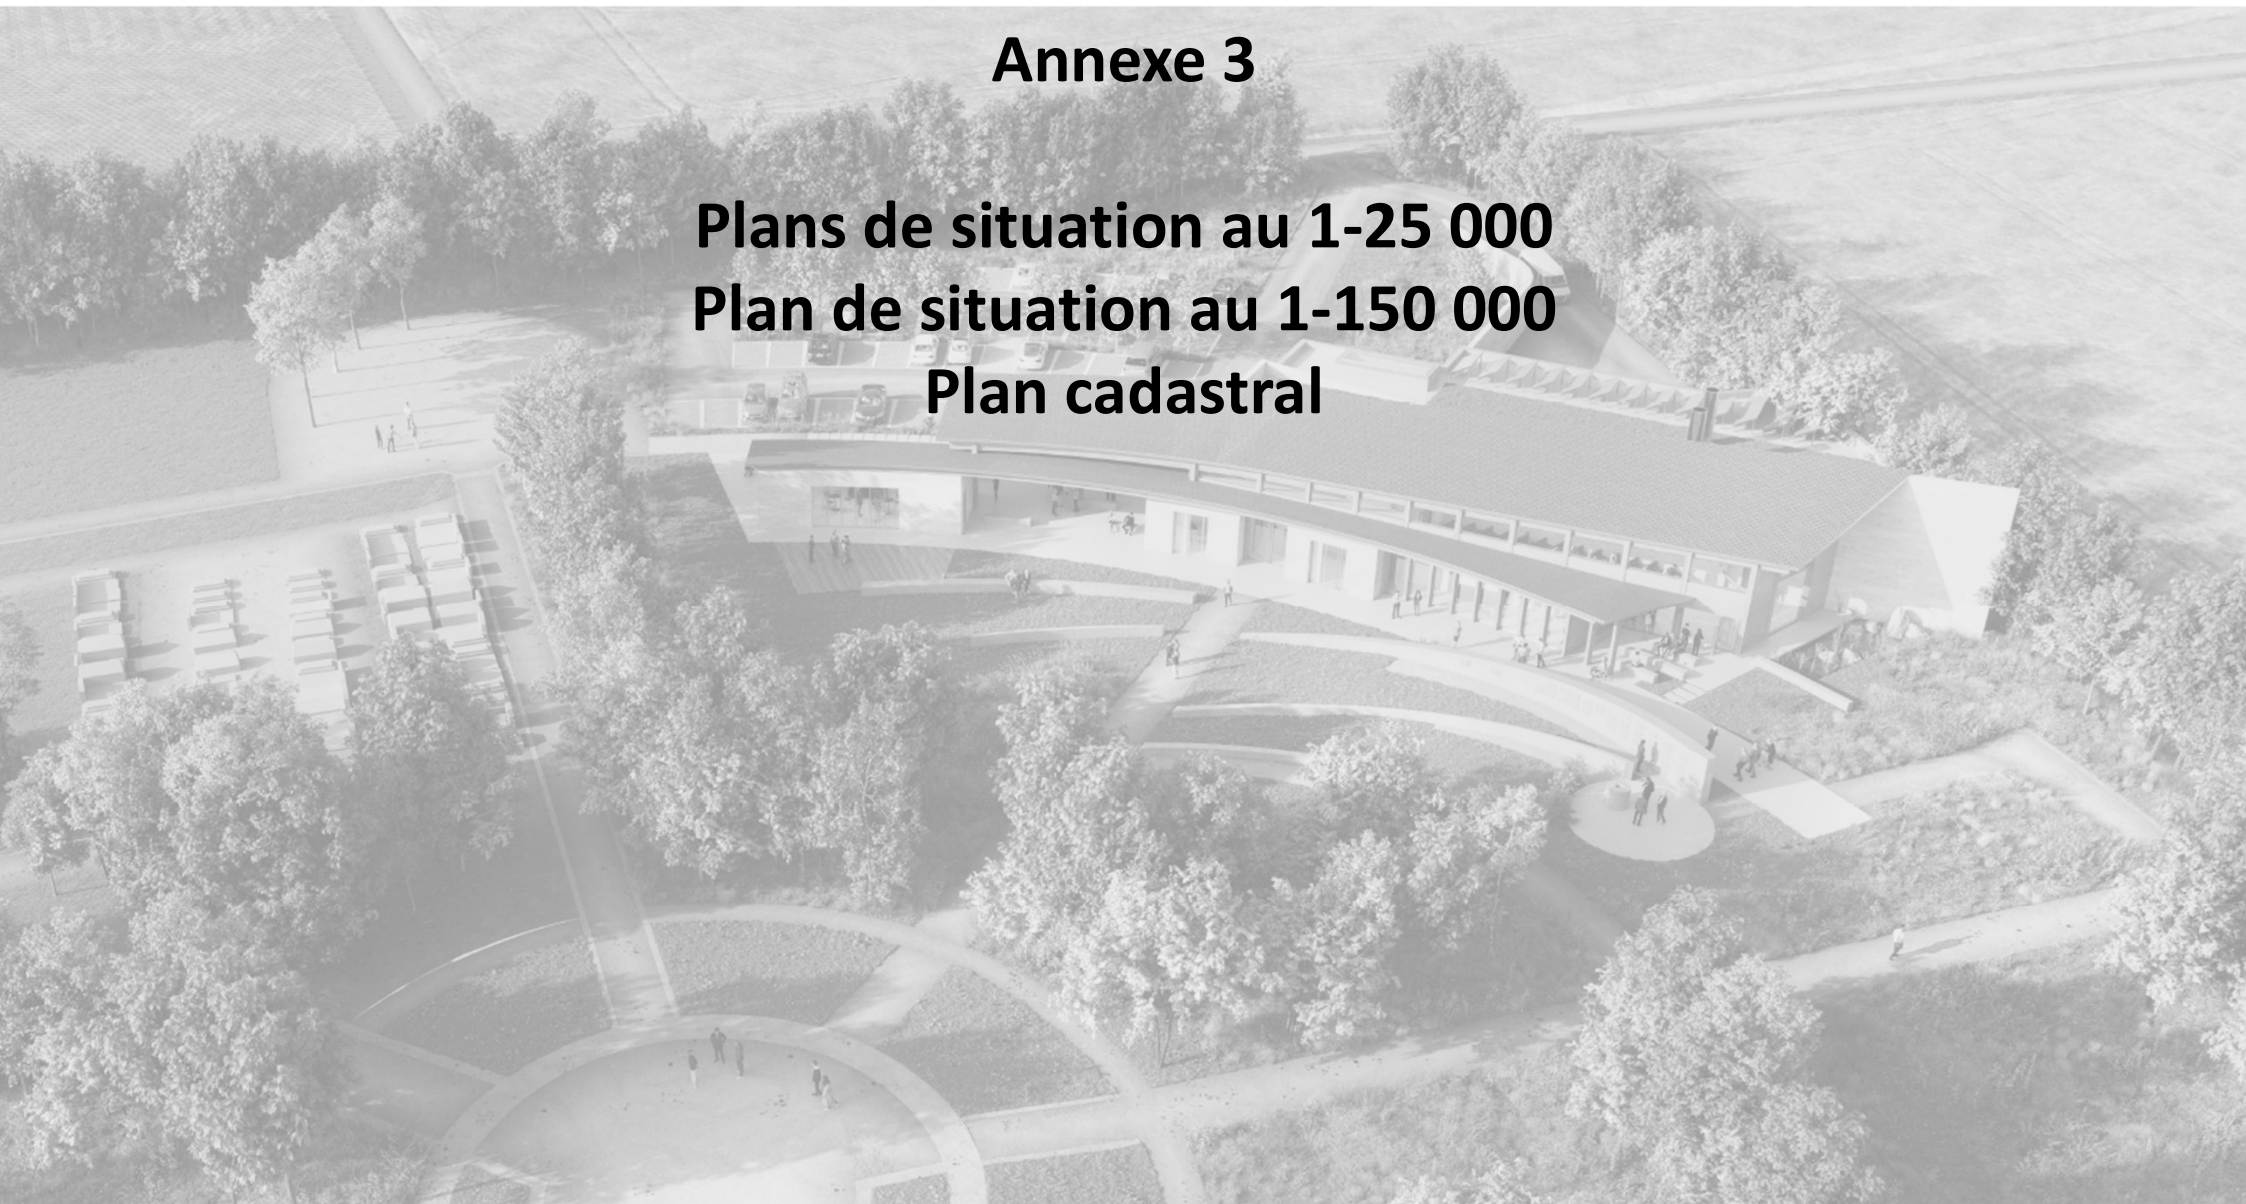 Annexe 3
Plans de situation au 1-25 000
Plan de situation au 1-150 000
Plan cadastral